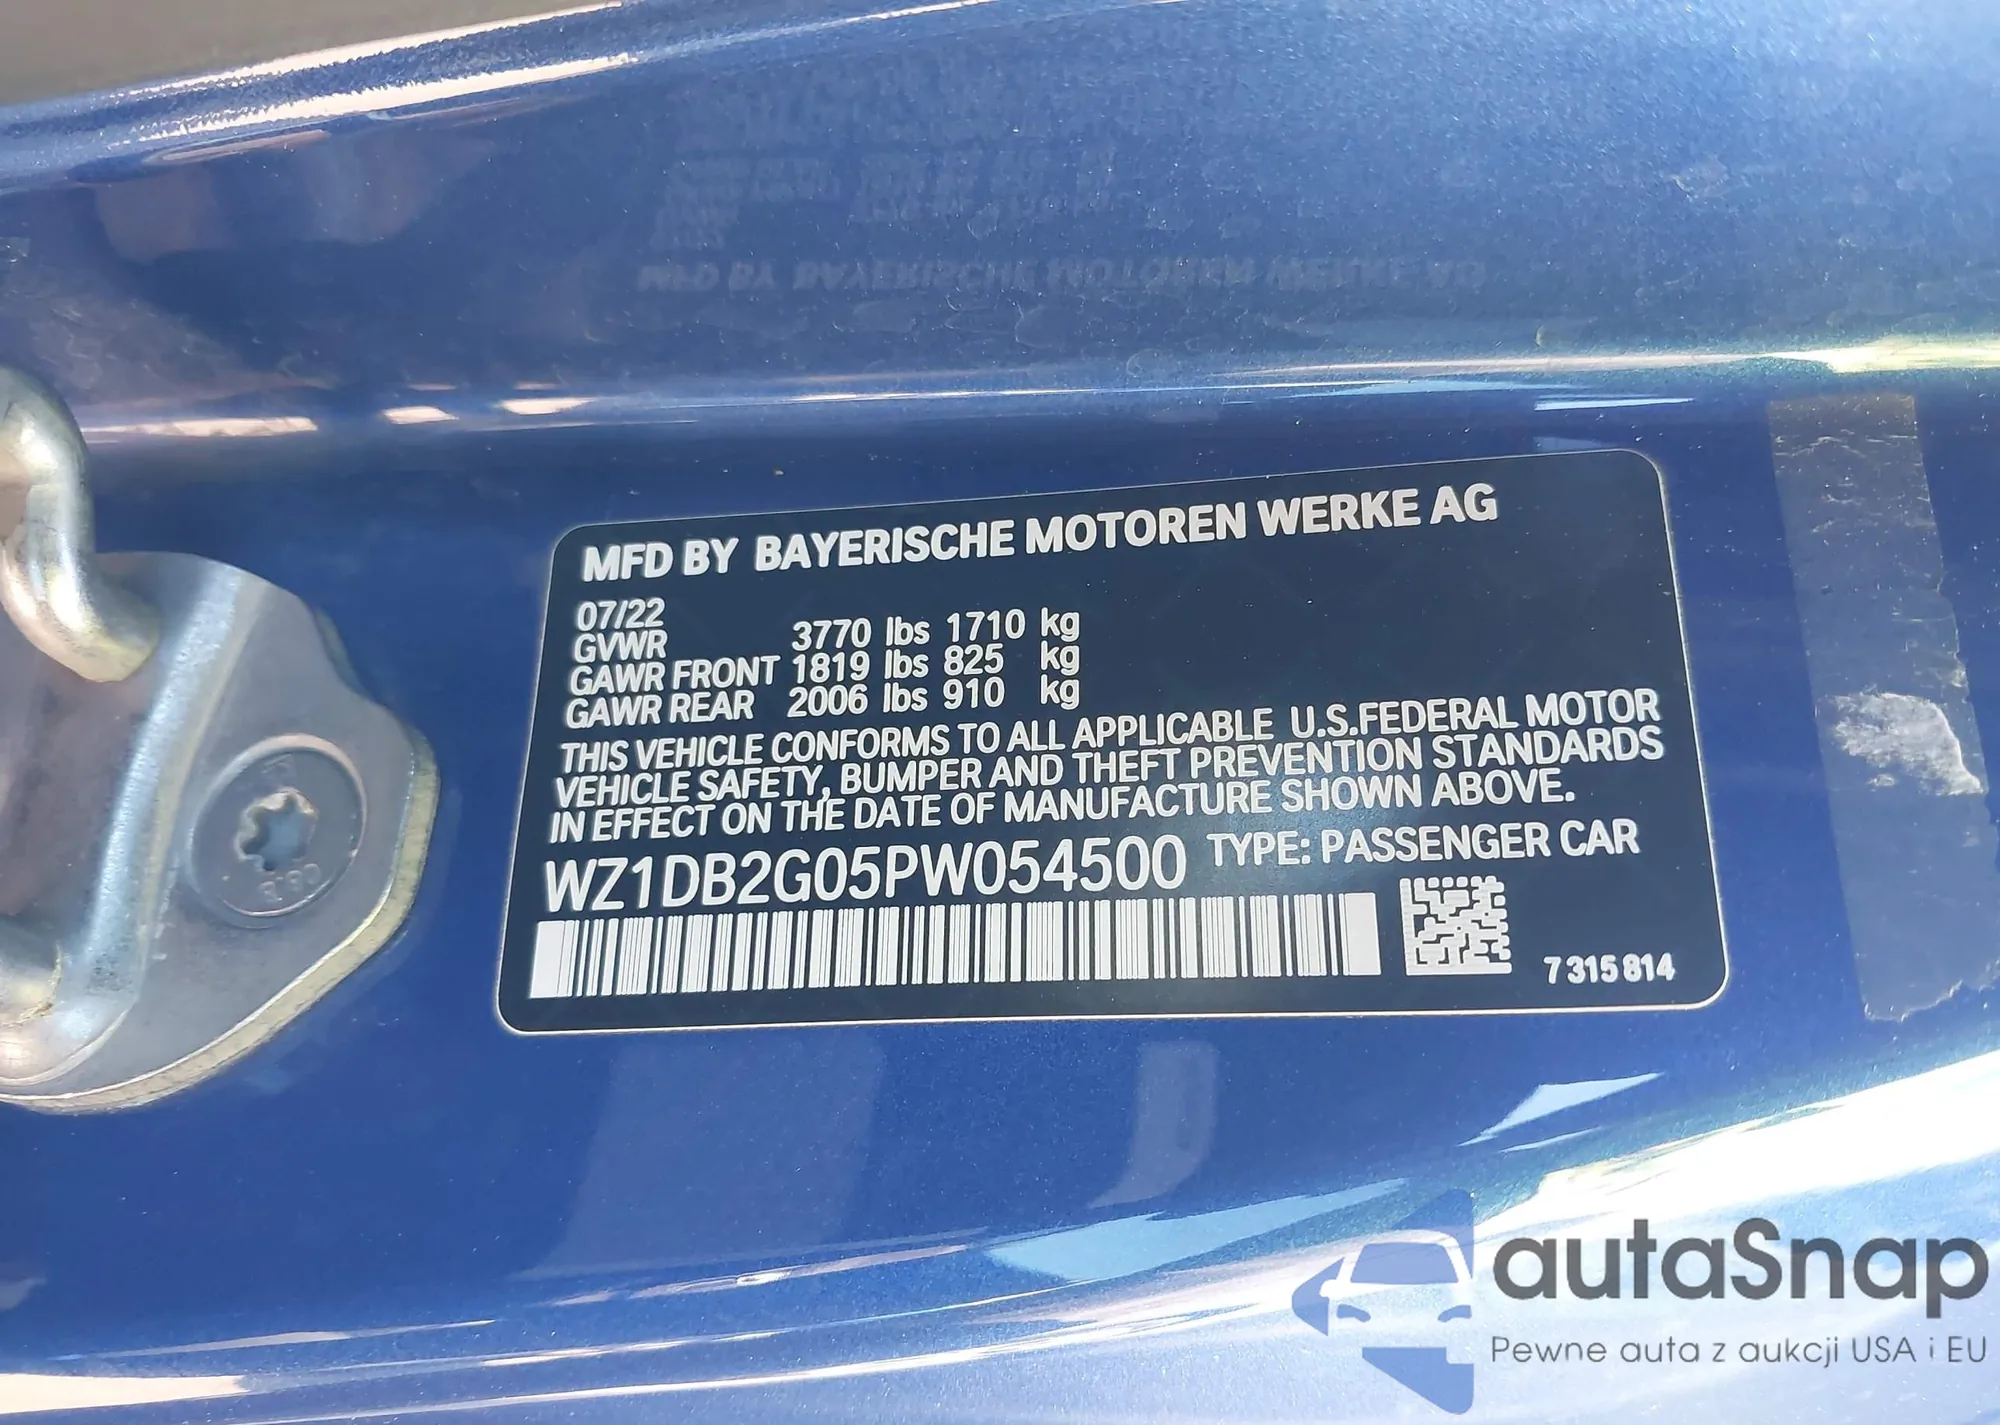 MFD BY BAYERISCHE MOTOREN WERKE AG
07/22
GVWR 3770 lbs 1710 kg
GAWR FRONT 1819 lbs 825 kg
GAWR REAR 2006 lbs 910 kg
THIS VEHICLE CONFORMS TO ALL APPLICABLE U.S.FEDERAL MOTOR
VEHICLE SAFETY, BUMPER AND THEFT PREVENTION STANDARDS
IN EFFECT ON THE DATE OF MANUFACTURE SHOWN ABOVE.
WZ1DB2G05PW054500 TYPE: PASSENGER CAR
7315814
autaSnap
Pewne auta z aukcji USA i EU